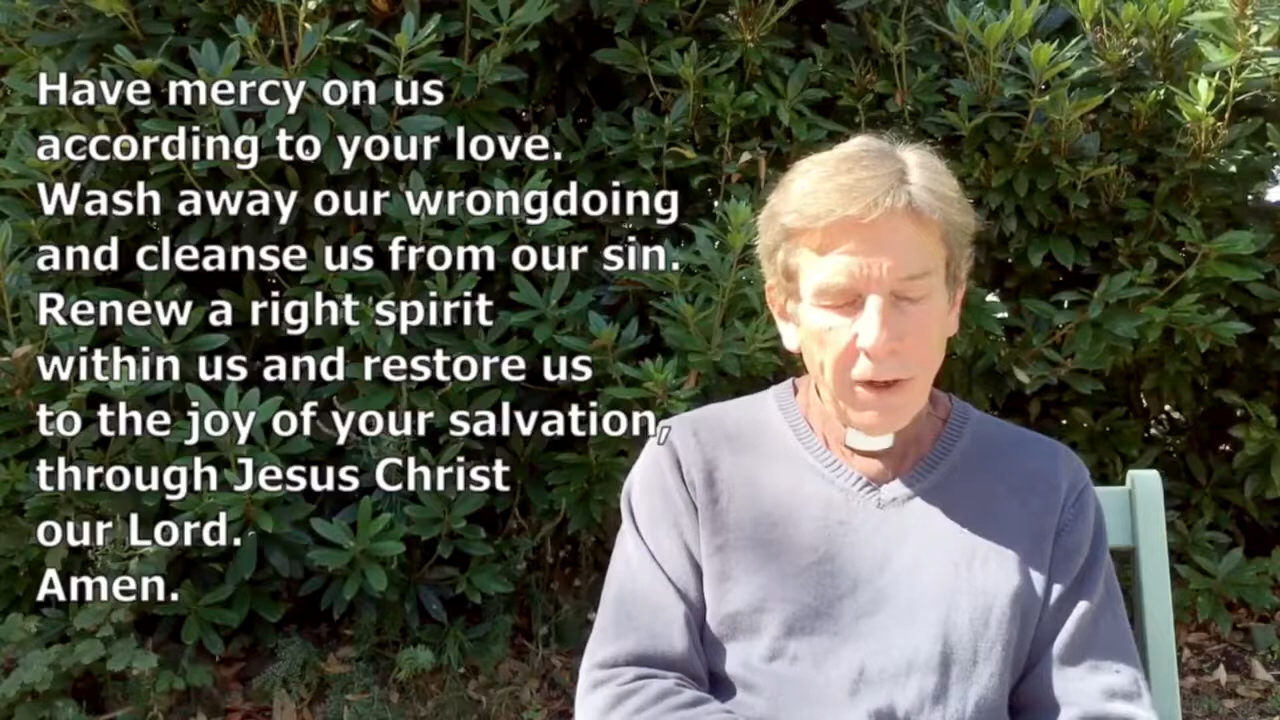 Have mercy on us
according to your love.
Wash away our wrongdoing
and cleanse us from our sin.
Renew a right spirit
within us and restore us
to the joy of your salvation,
through Jesus Christ
our Lord.
Amen.